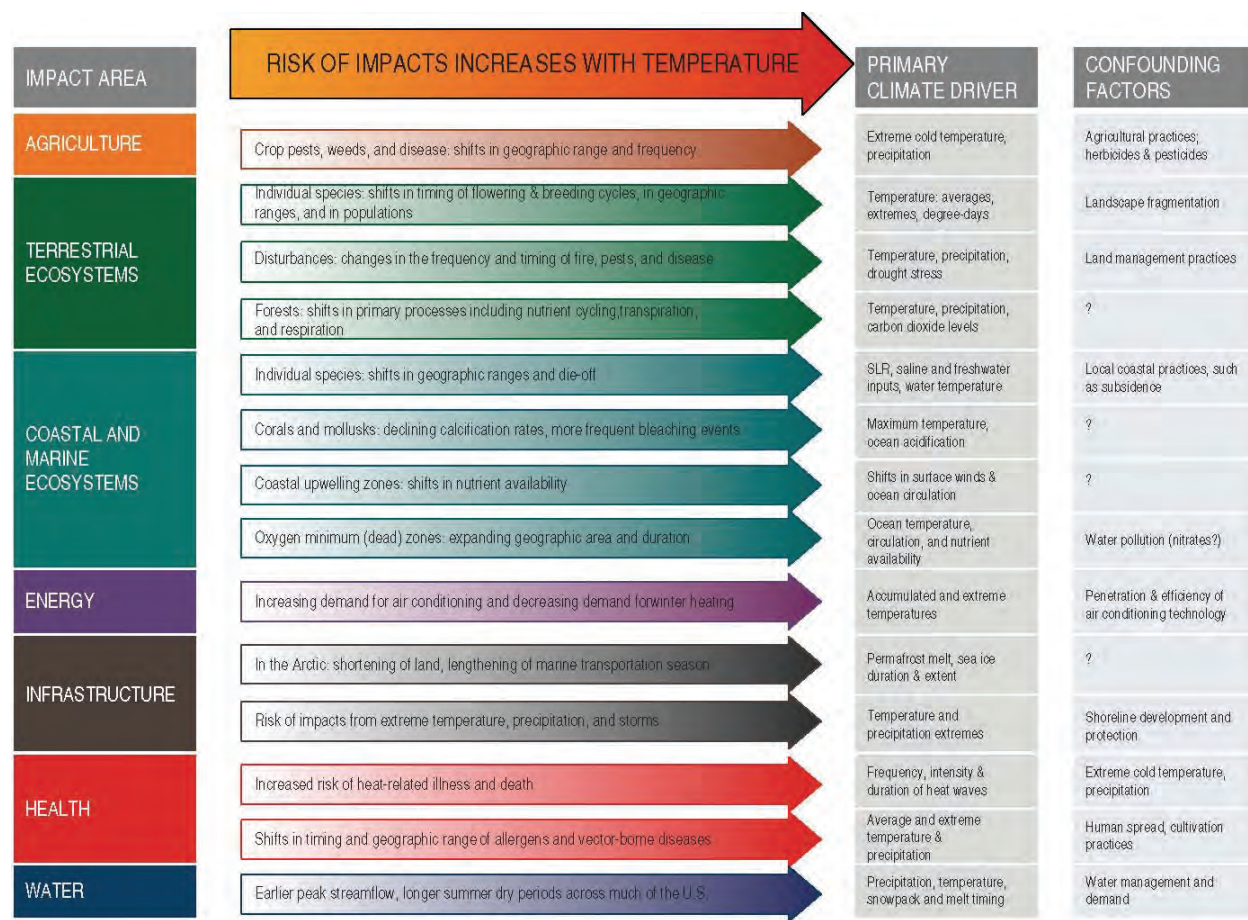 IMPACT AREA
RISK OF IMPACTS INCREASES WITH TEMPERATURE
PRIMARY
CLIMATE DRIVER
CONFOUNDING
FACTORS
AGRICULTURE
Crop pests, weeds, and disease: shifts in geographic range and frequency
Extreme cold temperature,
precipitation
Agricultural practices;
herbicides & pesticides
TERRESTRIAL
ECOSYSTEMS
Individual species: shifts in timing of flowering & breeding cycles, in geographic
ranges, and in populations
Temperature: averages,
extremes, degree-days
Landscape fragmentation
Disturbances: changes in the frequency and timing of fire, pests, and disease
Temperature, precipitation,
drought stress
Land management practices
Forests: shifts in primary processes including nutrient cycling,transpiration,
and respiration
Temperature, precipitation,
carbon dioxide levels
?
COASTAL AND
MARINE
ECOSYSTEMS
Individual species: shifts in geographic ranges and die-off
SLR, saline and freshwater
inputs, water temperature
Local coastal practices, such
as subsidence
Corals and mollusks: declining calcification rates, more frequent bleaching events
Maximum temperature,
ocean acidification
?
Coastal upwelling zones: shifts in nutrient availability
Shifts in surface winds &
ocean circulation
?
Oxygen minimum (dead) zones: expanding geographic area and duration
Ocean temperature,
circulation, and nutrient
availability
Water pollution (nitrates?)
ENERGY
Increasing demand for air conditioning and decreasing demand forwinter heating
Accumulated and extreme
temperatures
Penetration & efficiency of
air conditioning technology
INFRASTRUCTURE
In the Arctic: shortening of land, lengthening of marine transportation season
Permafrost melt, sea ice
duration & extent
?
Risk of impacts from extreme temperature, precipitation, and storms
Temperature and
precipitation extremes
Shoreline development and
protection
HEALTH
Increased risk of heat-related illness and death
Frequency, intensity &
duration of heat waves
Extreme cold temperature,
precipitation
Shifts in timing and geographic range of allergens and vector-borne diseases
Average and extreme
temperature &
precipitation
Human spread, cultivation
practices
WATER
Earlier peak streamflow, longer summer dry periods across much of the U.S.
Precipitation, temperature,
snowpack and melt timing
Water management and
demand